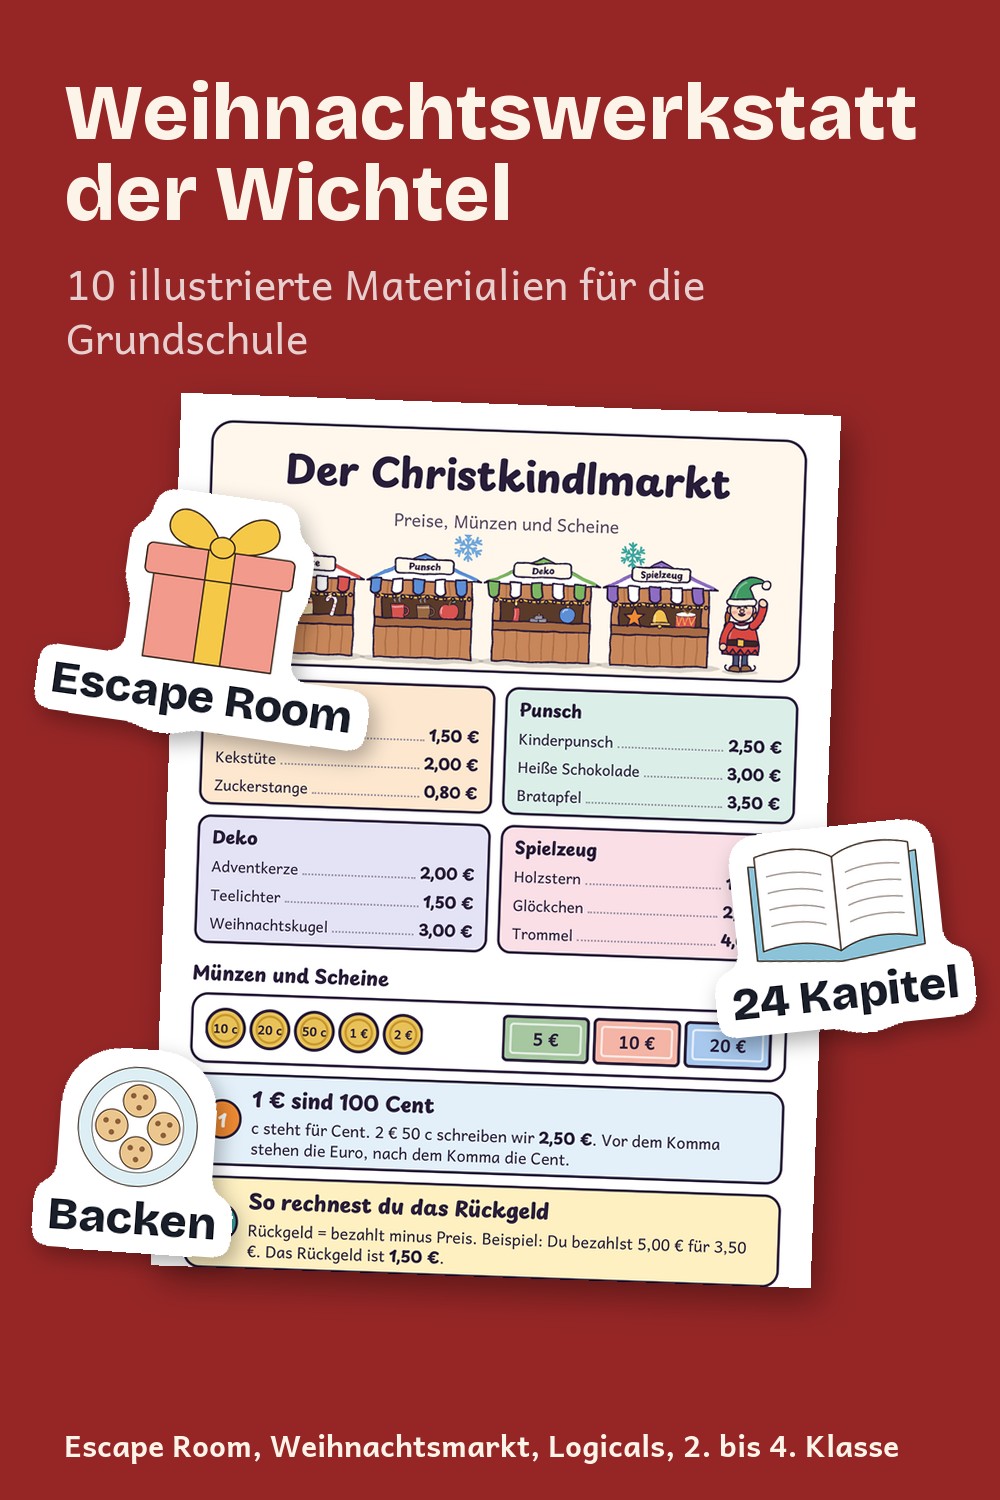 Weihnachtswerkstatt
der Wichtel
10 illustrierte Materialien für die
Grundschule
Der Christkindlmarkt
Preise, Münzen und Scheine
Punsch
Deko
Spielzeug
Escape Room
1,50 €
Kekstüte 2,00 €
Zuckerstange 0,80 €
Punsch
Kinderpunsch 2,50 €
Heiße Schokolade 3,00 €
Bratapfel 3,50 €
Deko
Adventkerze 2,00 €
Teelichter 1,50 €
Weihnachtskugel 3,00 €
Spielzeug
Holzstern
Glöckchen
Trommel
24 Kapitel
Münzen und Scheine
10 c 20 c 50 c 1 € 2 € 5 € 10 € 20 €
1
1 € sind 100 Cent
c steht für Cent. 2 € 50 c schreiben wir 2,50 €. Vor dem Komma
stehen die Euro, nach dem Komma die Cent.
Backen
So rechnest du das Rückgeld
Rückgeld = bezahlt minus Preis. Beispiel: Du bezahlst 5,00 € für 3,50
€. Das Rückgeld ist 1,50 €.
Escape Room, Weihnachtsmarkt, Logicals, 2. bis 4. Klasse